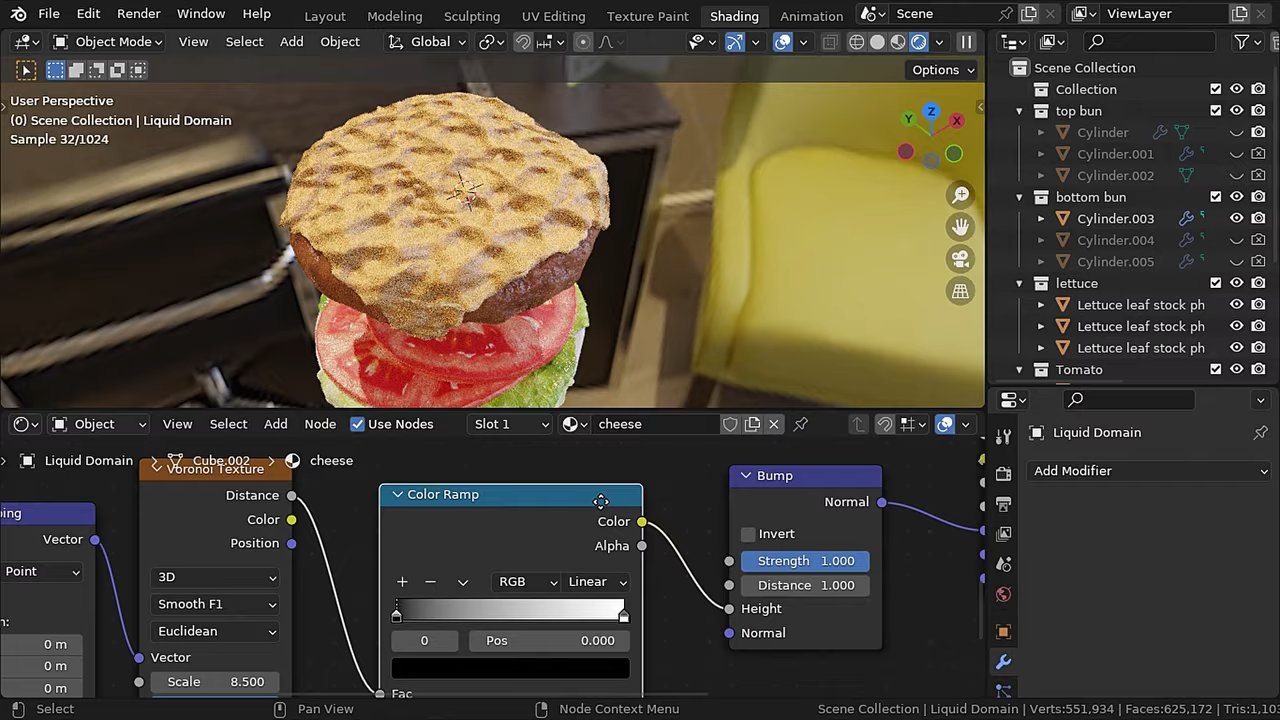 File Edit Render Window Help Layout Modeling Sculpting UV Editing Texture Paint Shading Animation Scene ViewLayer
Object Mode View Select Add Object Global
Options
User Perspective
(0) Scene Collection | Liquid Domain
Sample 32/1024
Y Z X
Scene Collection
Collection
top bun
Cylinder
Cylinder.001
Cylinder.002
bottom bun
Cylinder.003
Cylinder.004
Cylinder.005
lettuce
Lettuce leaf stock ph
Lettuce leaf stock ph
Lettuce leaf stock ph
Tomato
Object View Select Add Node Use Nodes Slot 1 cheese
Liquid Domain Cube.002 cheese
ping
Vector
Point
n:
0 m
0 m
0 m
Voronoi Texture
Distance
Color
Position
3D
Smooth F1
Euclidean
Vector
Scale 8.500
Color Ramp
Color
Alpha
RGB Linear
0 Pos 0.000
Fac
Bump
Normal
Invert
Strength 1.000
Distance 1.000
Height
Normal
Liquid Domain
Add Modifier
Select Pan View Node Context Menu Scene Collection | Liquid Domain | Verts:551,934 | Faces:625,172 | Tris:1,103